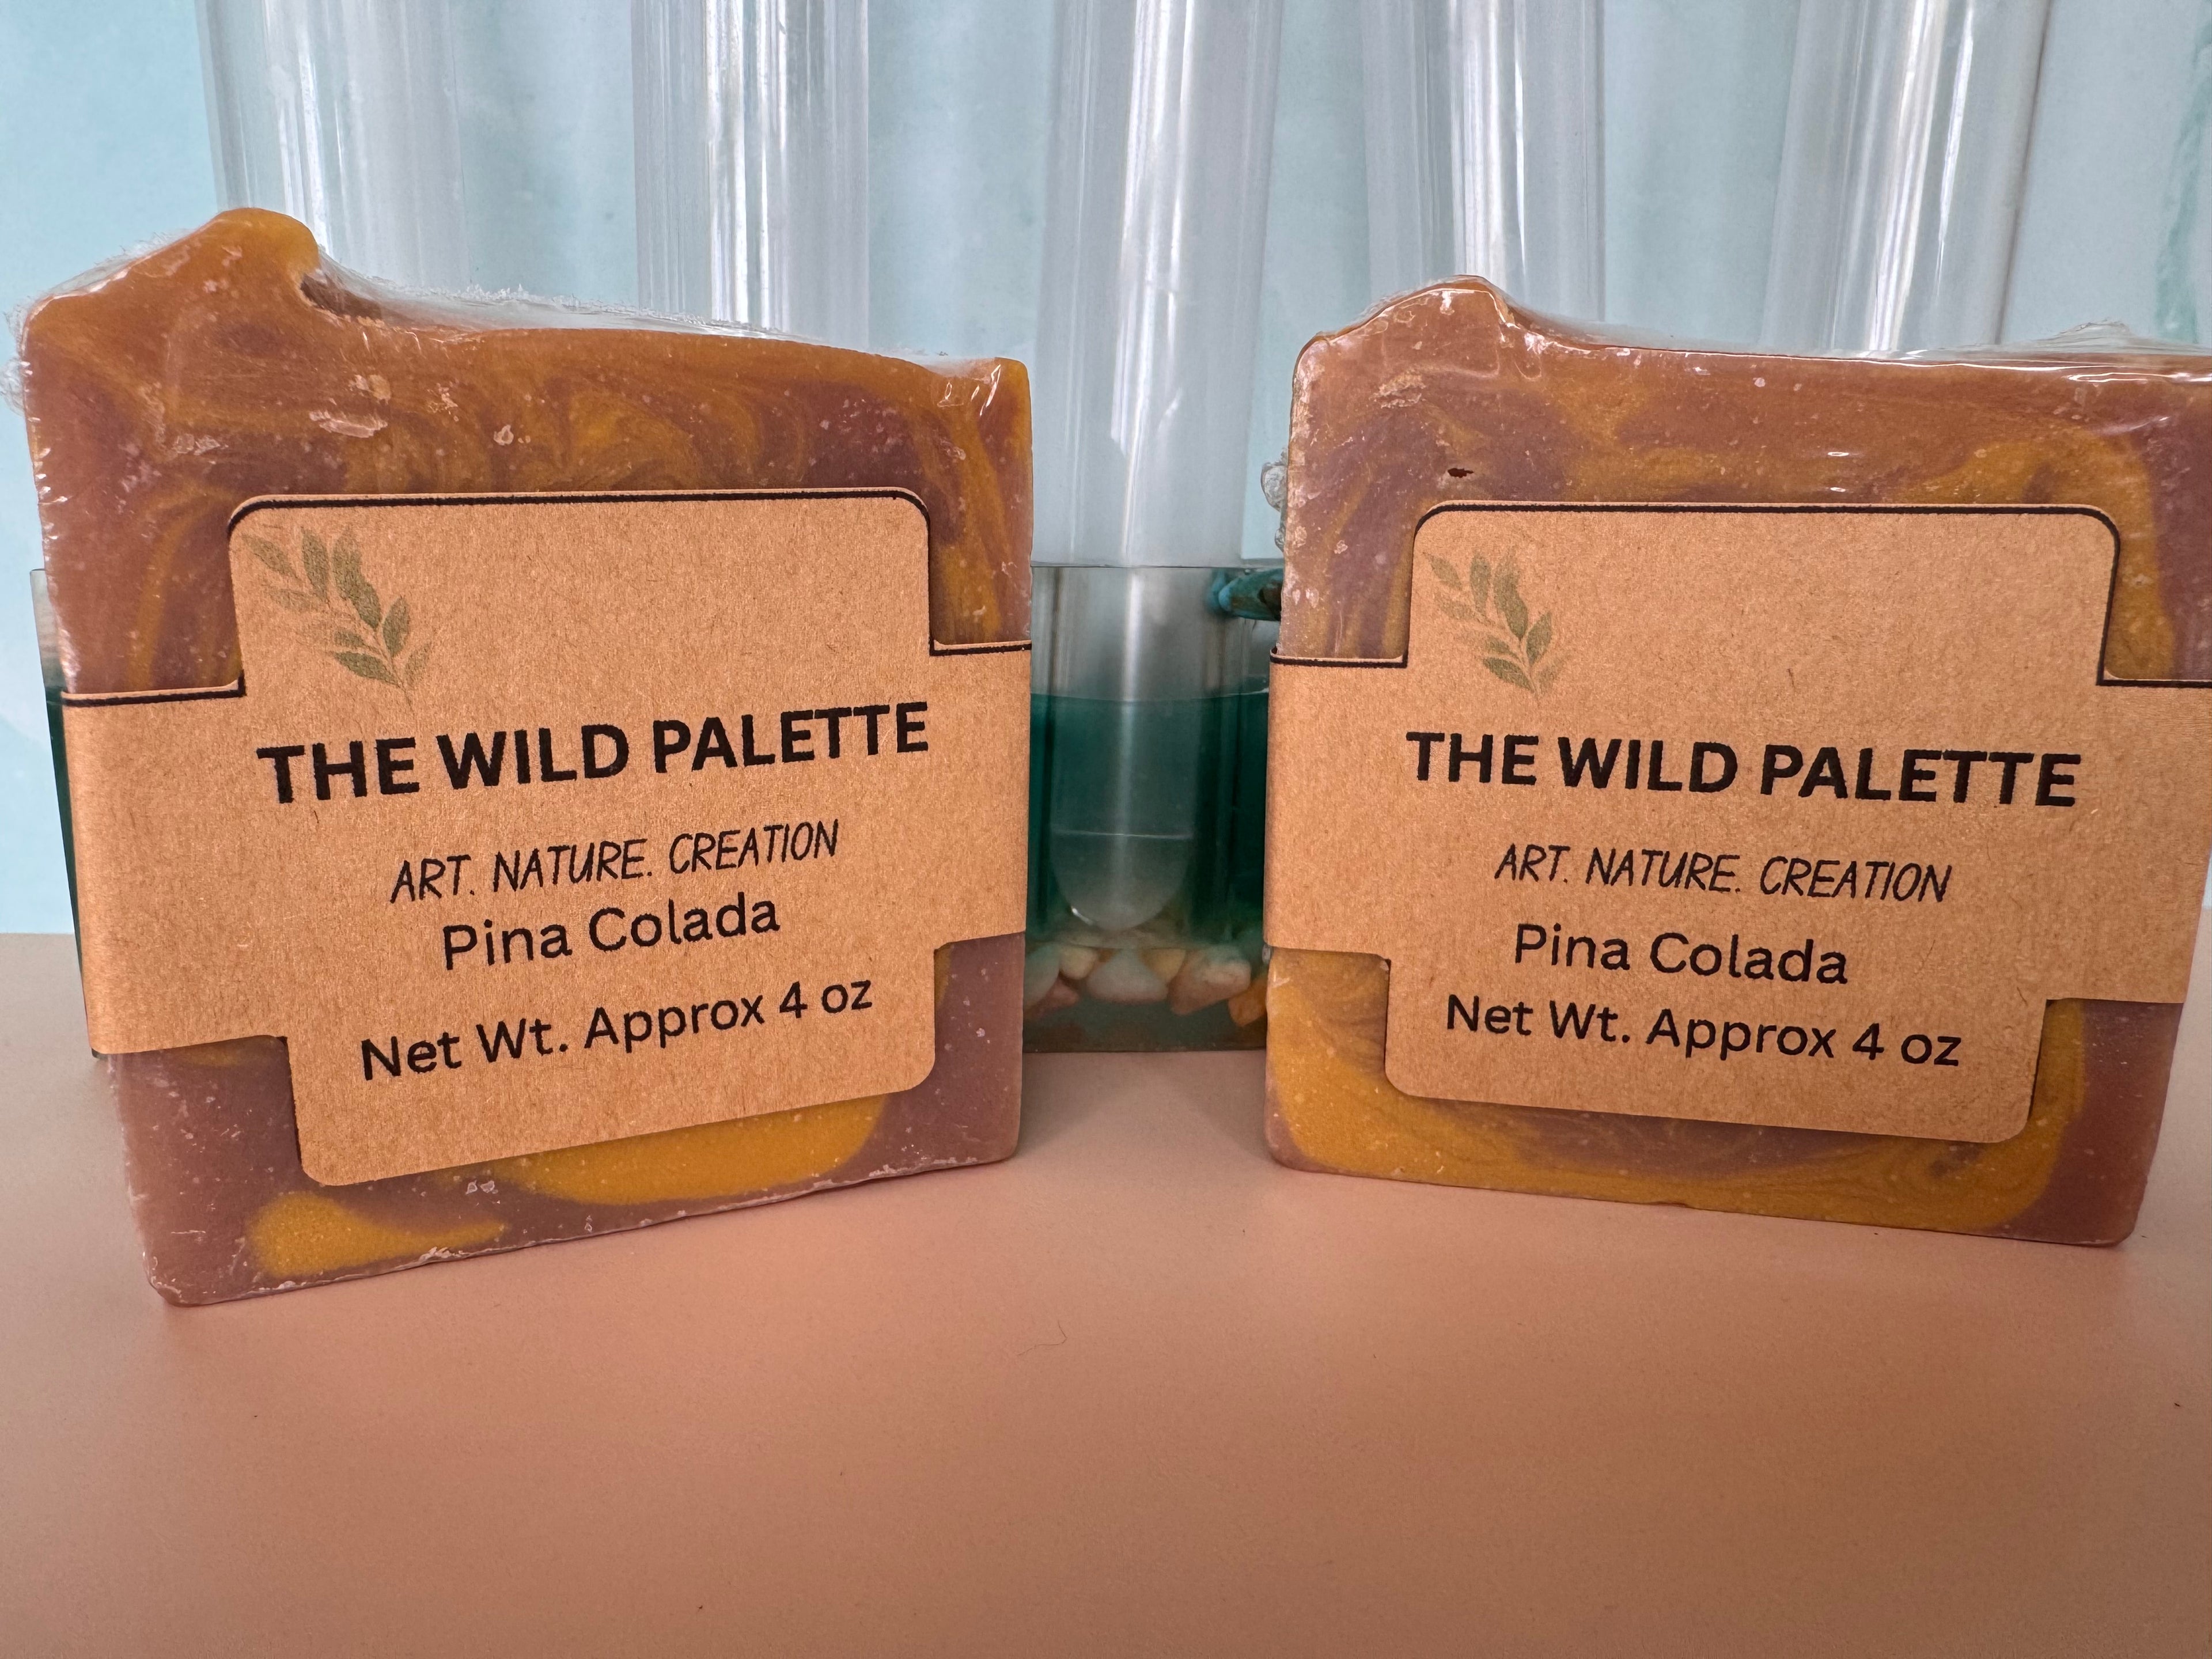 THE WILD PALETTE
ART. NATURE. CREATION
Pina Colada
Net Wt. Approx 4 oz
THE WILD PALETTE
ART. NATURE. CREATION
Pina Colada
Net Wt. Approx 4 oz